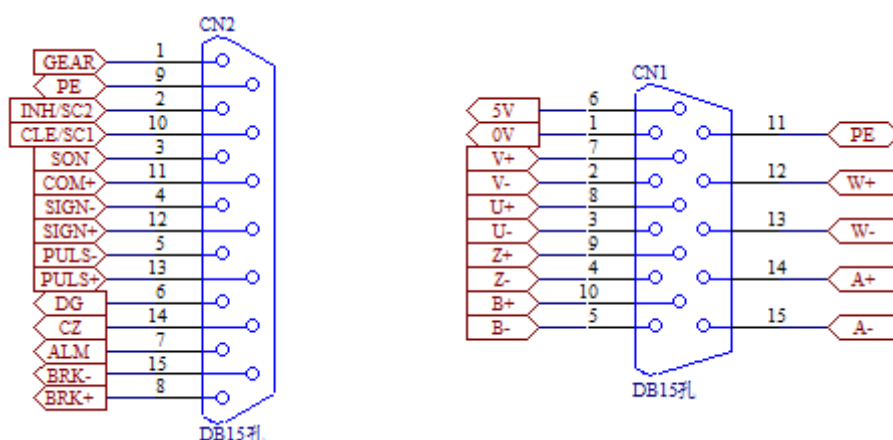 CN2
GEAR 1
PE 9
INH/SC2 2
CLE/SC1 10
SON 3
COM+ 11
SIGN- 4
SIGN+ 12
PULS- 5
PULS+ 13
DG 6
CZ 14
ALM 7
BRK- 15
BRK+ 8
DB15孔
CN1
5V 6
0V 1
V+ 7
V- 2
U+ 8
U- 3
Z+ 9
Z- 4
B+ 10
B- 5
11 PE
12 W+
13 W-
14 A+
15 A-
DB15孔